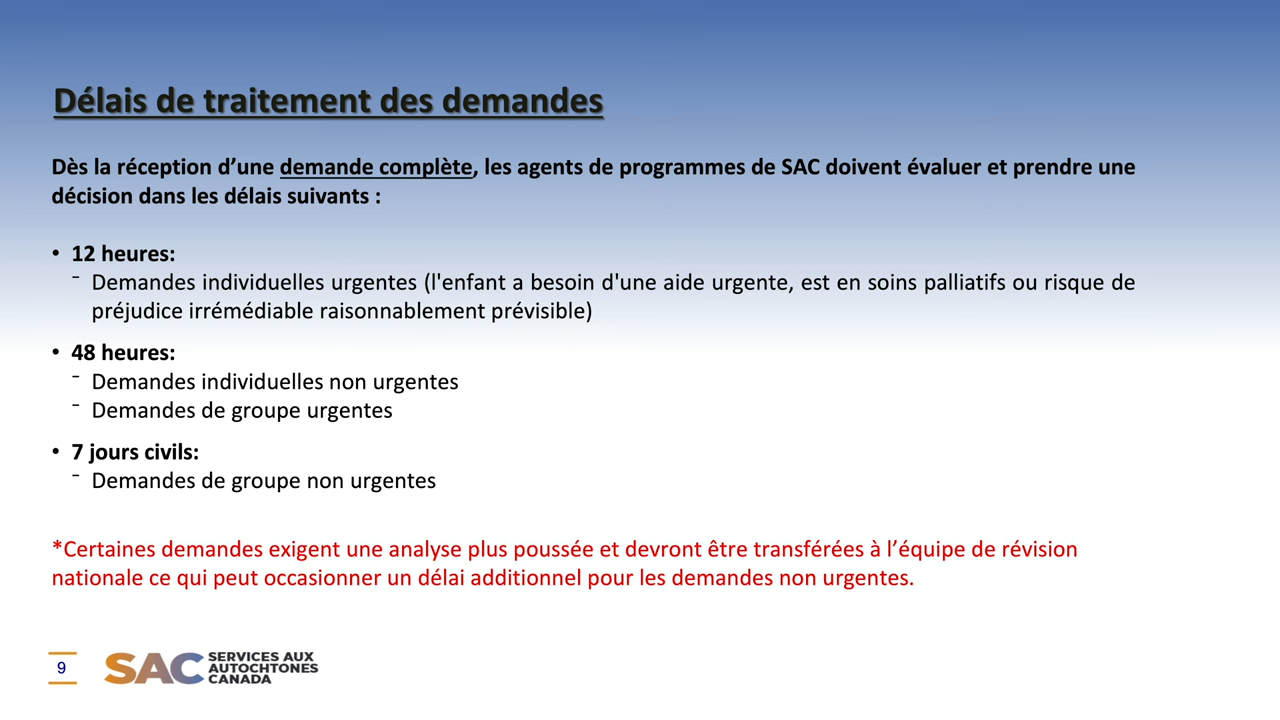 Délais de traitement des demandes
Dès la réception d’une demande complète, les agents de programmes de SAC doivent évaluer et prendre une
décision dans les délais suivants :
• 12 heures:
⁻ Demandes individuelles urgentes (l'enfant a besoin d'une aide urgente, est en soins palliatifs ou risque de
préjudice irrémédiable raisonnablement prévisible)
• 48 heures:
⁻ Demandes individuelles non urgentes
⁻ Demandes de groupe urgentes
• 7 jours civils:
⁻ Demandes de groupe non urgentes
*Certaines demandes exigent une analyse plus poussée et devront être transférées à l’équipe de révision
nationale ce qui peut occasionner un délai additionnel pour les demandes non urgentes.
9
SAC SERVICES AUX
AUTOCHTONES
CANADA